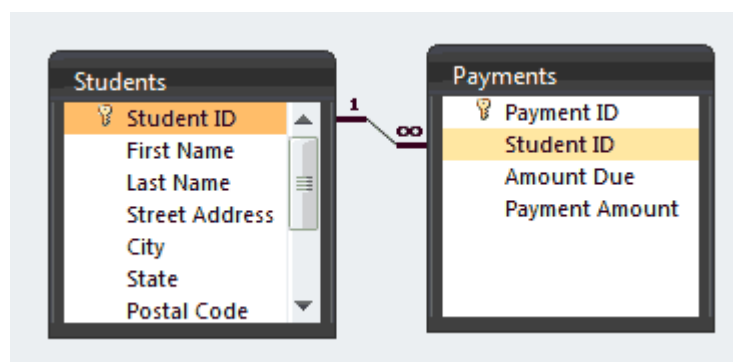 Students
Student ID
First Name
Last Name
Street Address
City
State
Postal Code
1
∞
Payments
Payment ID
Student ID
Amount Due
Payment Amount